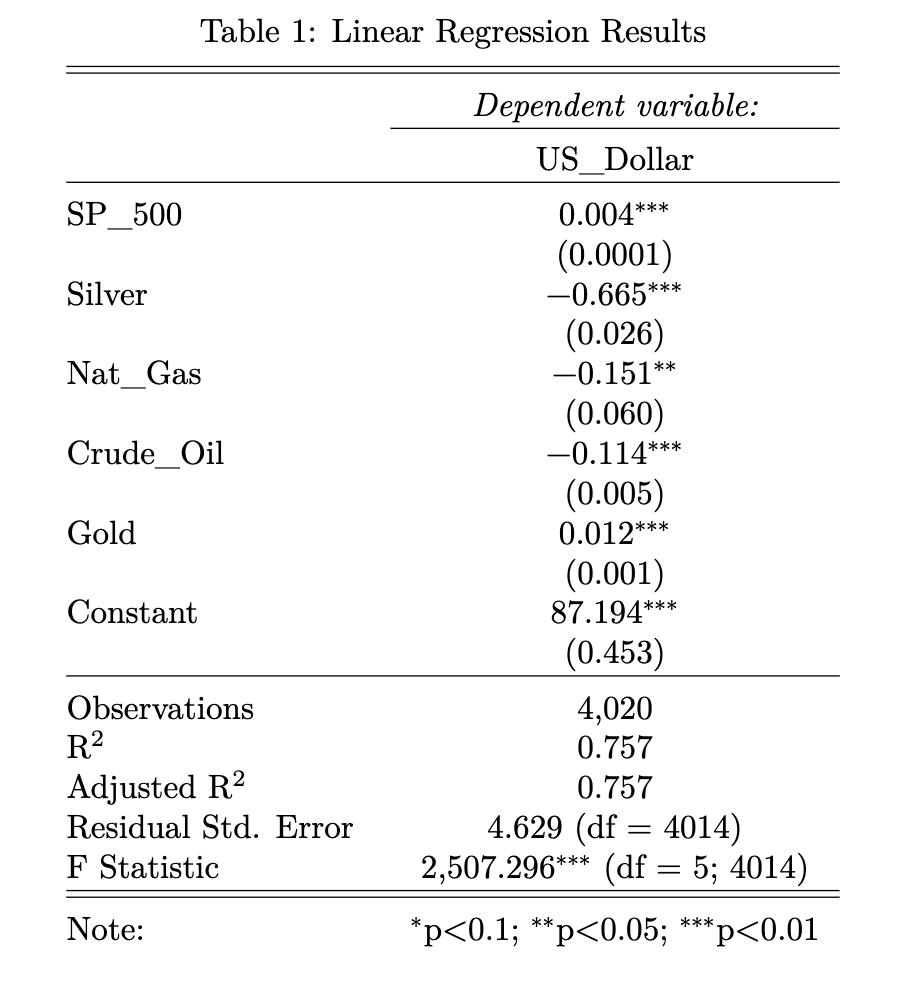 Table 1: Linear Regression Results
Dependent variable:
US_Dollar
SP_500 0.004***
(0.0001)
Silver −0.665***
(0.026)
Nat_Gas −0.151**
(0.060)
Crude_Oil −0.114***
(0.005)
Gold 0.012***
(0.001)
Constant 87.194***
(0.453)
Observations 4,020
R² 0.757
Adjusted R² 0.757
Residual Std. Error 4.629 (df = 4014)
F Statistic 2,507.296*** (df = 5; 4014)
Note: *p<0.1; **p<0.05; ***p<0.01